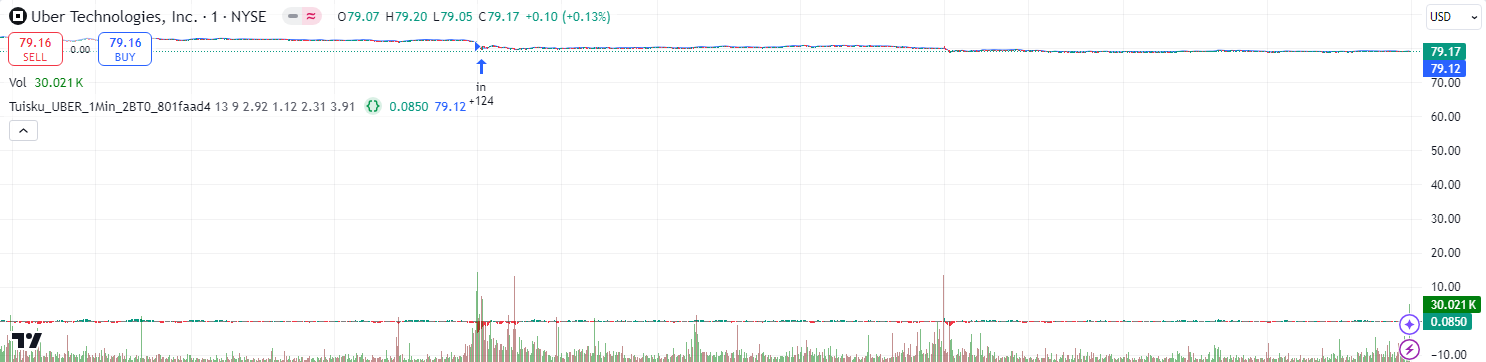 Uber Technologies, Inc. · 1 · NYSE O79.07 H79.20 L79.05 C79.17 +0.10 (+0.13%)
USD
79.16 SELL
0.00
79.16 BUY
Vol 30.021 K
Tuisku_UBER_1Min_2BT0_801faad4 13 9 2.92 1.12 2.31 3.91 {} 0.0850 79.12
in
+124
79.17
79.12
70.00
60.00
50.00
40.00
30.00
20.00
10.00
30.021 K
0.0850
−10.00